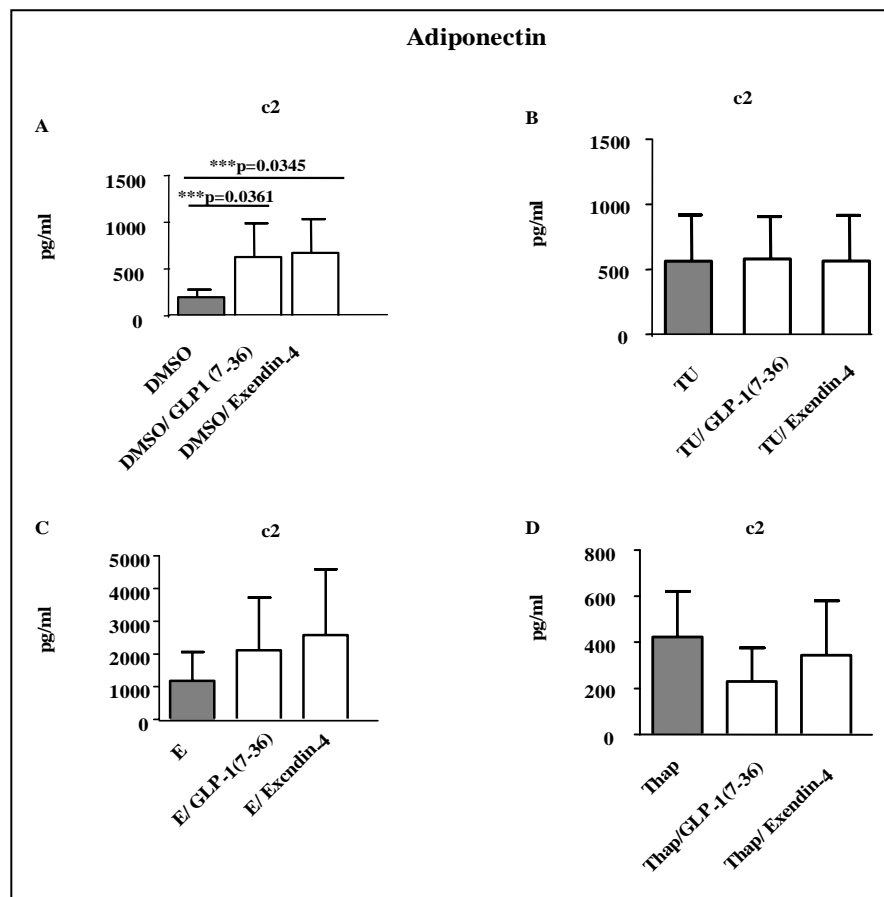 Adiponectin
A
c2
***p=0.0345
***p=0.0361
pg/ml
1500
1000
500
0
DMSO
DMSO/ GLP1 (7-36)
DMSO/ Exendin-4
B
c2
pg/ml
1500
1000
500
0
TU
TU/ GLP-1(7-36)
TU/ Exendin-4
C
c2
pg/ml
5000
4000
3000
2000
1000
0
E
E/ GLP-1(7-36)
E/ Excndin-4
D
c2
pg/ml
800
600
400
200
0
Thap
Thap/GLP-1(7-36)
Thap/ Exendin-4